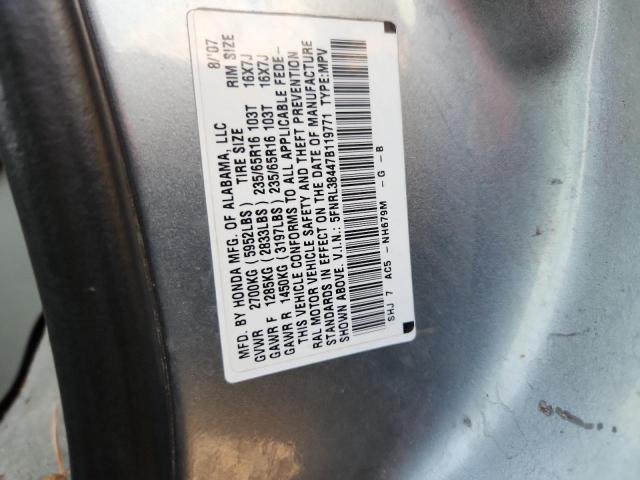 MFD. BY HONDA MFG. OF ALABAMA, LLC 8/'07
GVWR 2700KG (5952LBS) TIRE SIZE RIM SIZE
GAWR F 1285KG (2833LBS) 235/65R16 103T 16X7J
GAWR R 1450KG (3197LBS) 235/65R16 103T 16X7J
THIS VEHICLE CONFORMS TO ALL APPLICABLE FEDE-
RAL MOTOR VEHICLE SAFETY AND THEFT PREVENTION
STANDARDS IN EFFECT ON THE DATE OF MANUFACTURE
SHOWN ABOVE. V.I.N.: 5FNRL38447B119771 TYPE:MPV
SHJ 7 AC5 - NH679M - G - B